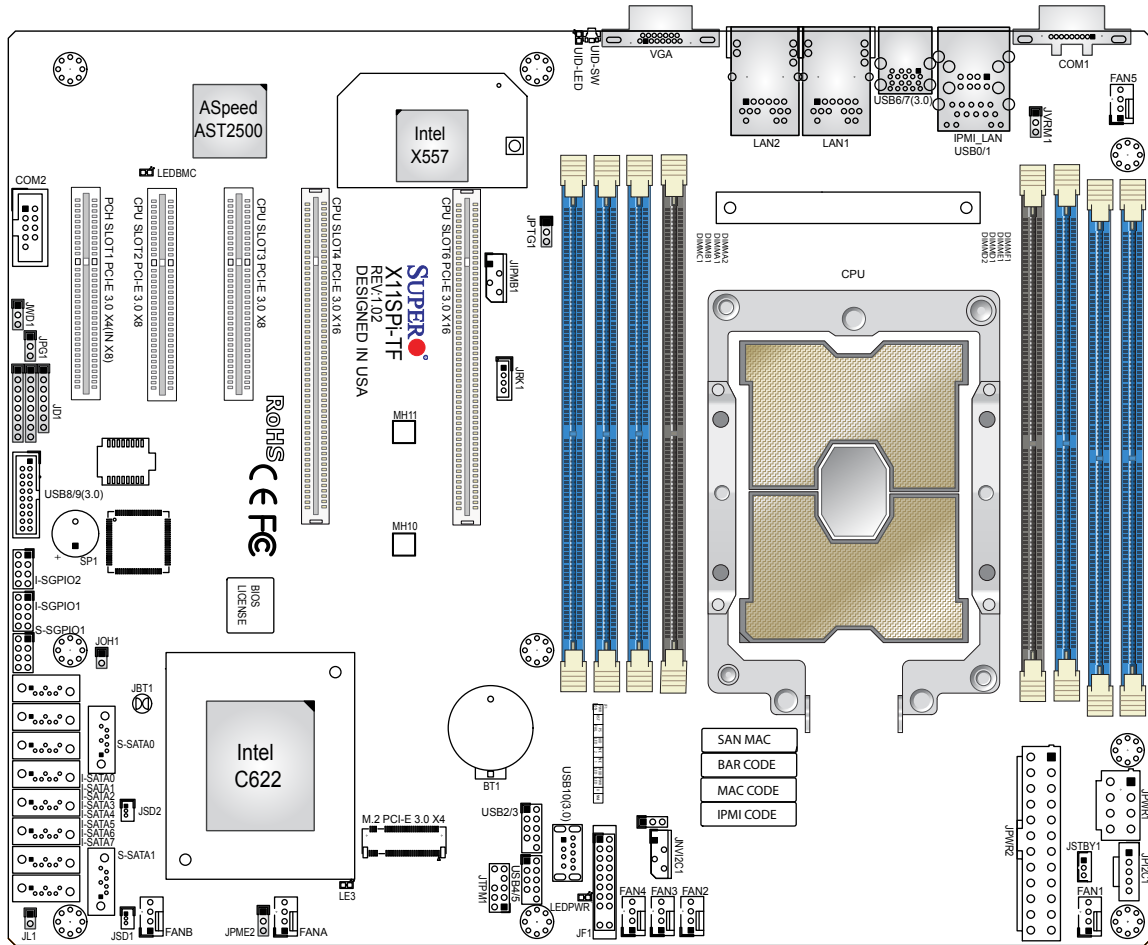 UID-LED
UID-SW
VGA
LAN2
LAN1
USB6/7(3.0)
IPMI_LAN
USB0/1
COM1
FAN5
JVRM1
ASpeed
AST2500
Intel
X557
LEDBMC
COM2
PCH SLOT1 PCI-E 3.0 X4(IN X8)
CPU SLOT2 PCI-E 3.0 X8
CPU SLOT3 PCI-E 3.0 X8
CPU SLOT4 PCI-E 3.0 X16
CPU SLOT6 PCI-E 3.0 X16
SUPER
X11SPi-TF
REV:1.02
DESIGNED IN USA
JPTG1
JIPMB1
JRK1
DIMMA2
DIMMA1
DIMMB1
DIMMC1
DIMMF1
DIMME1
DIMMD1
DIMMD2
CPU
JWD1
JPG1
JD1
MH11
MH10
RoHS
CE FC
USB8/9(3.0)
+
SP1
I-SGPIO2
I-SGPIO1
S-SGPIO1
BIOS
LICENSE
JOH1
JBT1
Intel
C622
S-SATA0
I-SATA0
I-SATA1
I-SATA2
I-SATA3
I-SATA4
I-SATA5
I-SATA6
I-SATA7
S-SATA1
JSD2
BT1
M.2 PCI-E 3.0 X4
USB2/3
USB10(3.0)
USB4/5
JTPM1
LEDPWR
JF1
JNVI2C1
SAN MAC
BAR CODE
MAC CODE
IPMI CODE
JPWR2
JPWR1
JSTBY1
JPI2C1
FAN4
FAN3
FAN2
FAN1
JL1
JSD1
FANB
JPME2
FANA
LE3